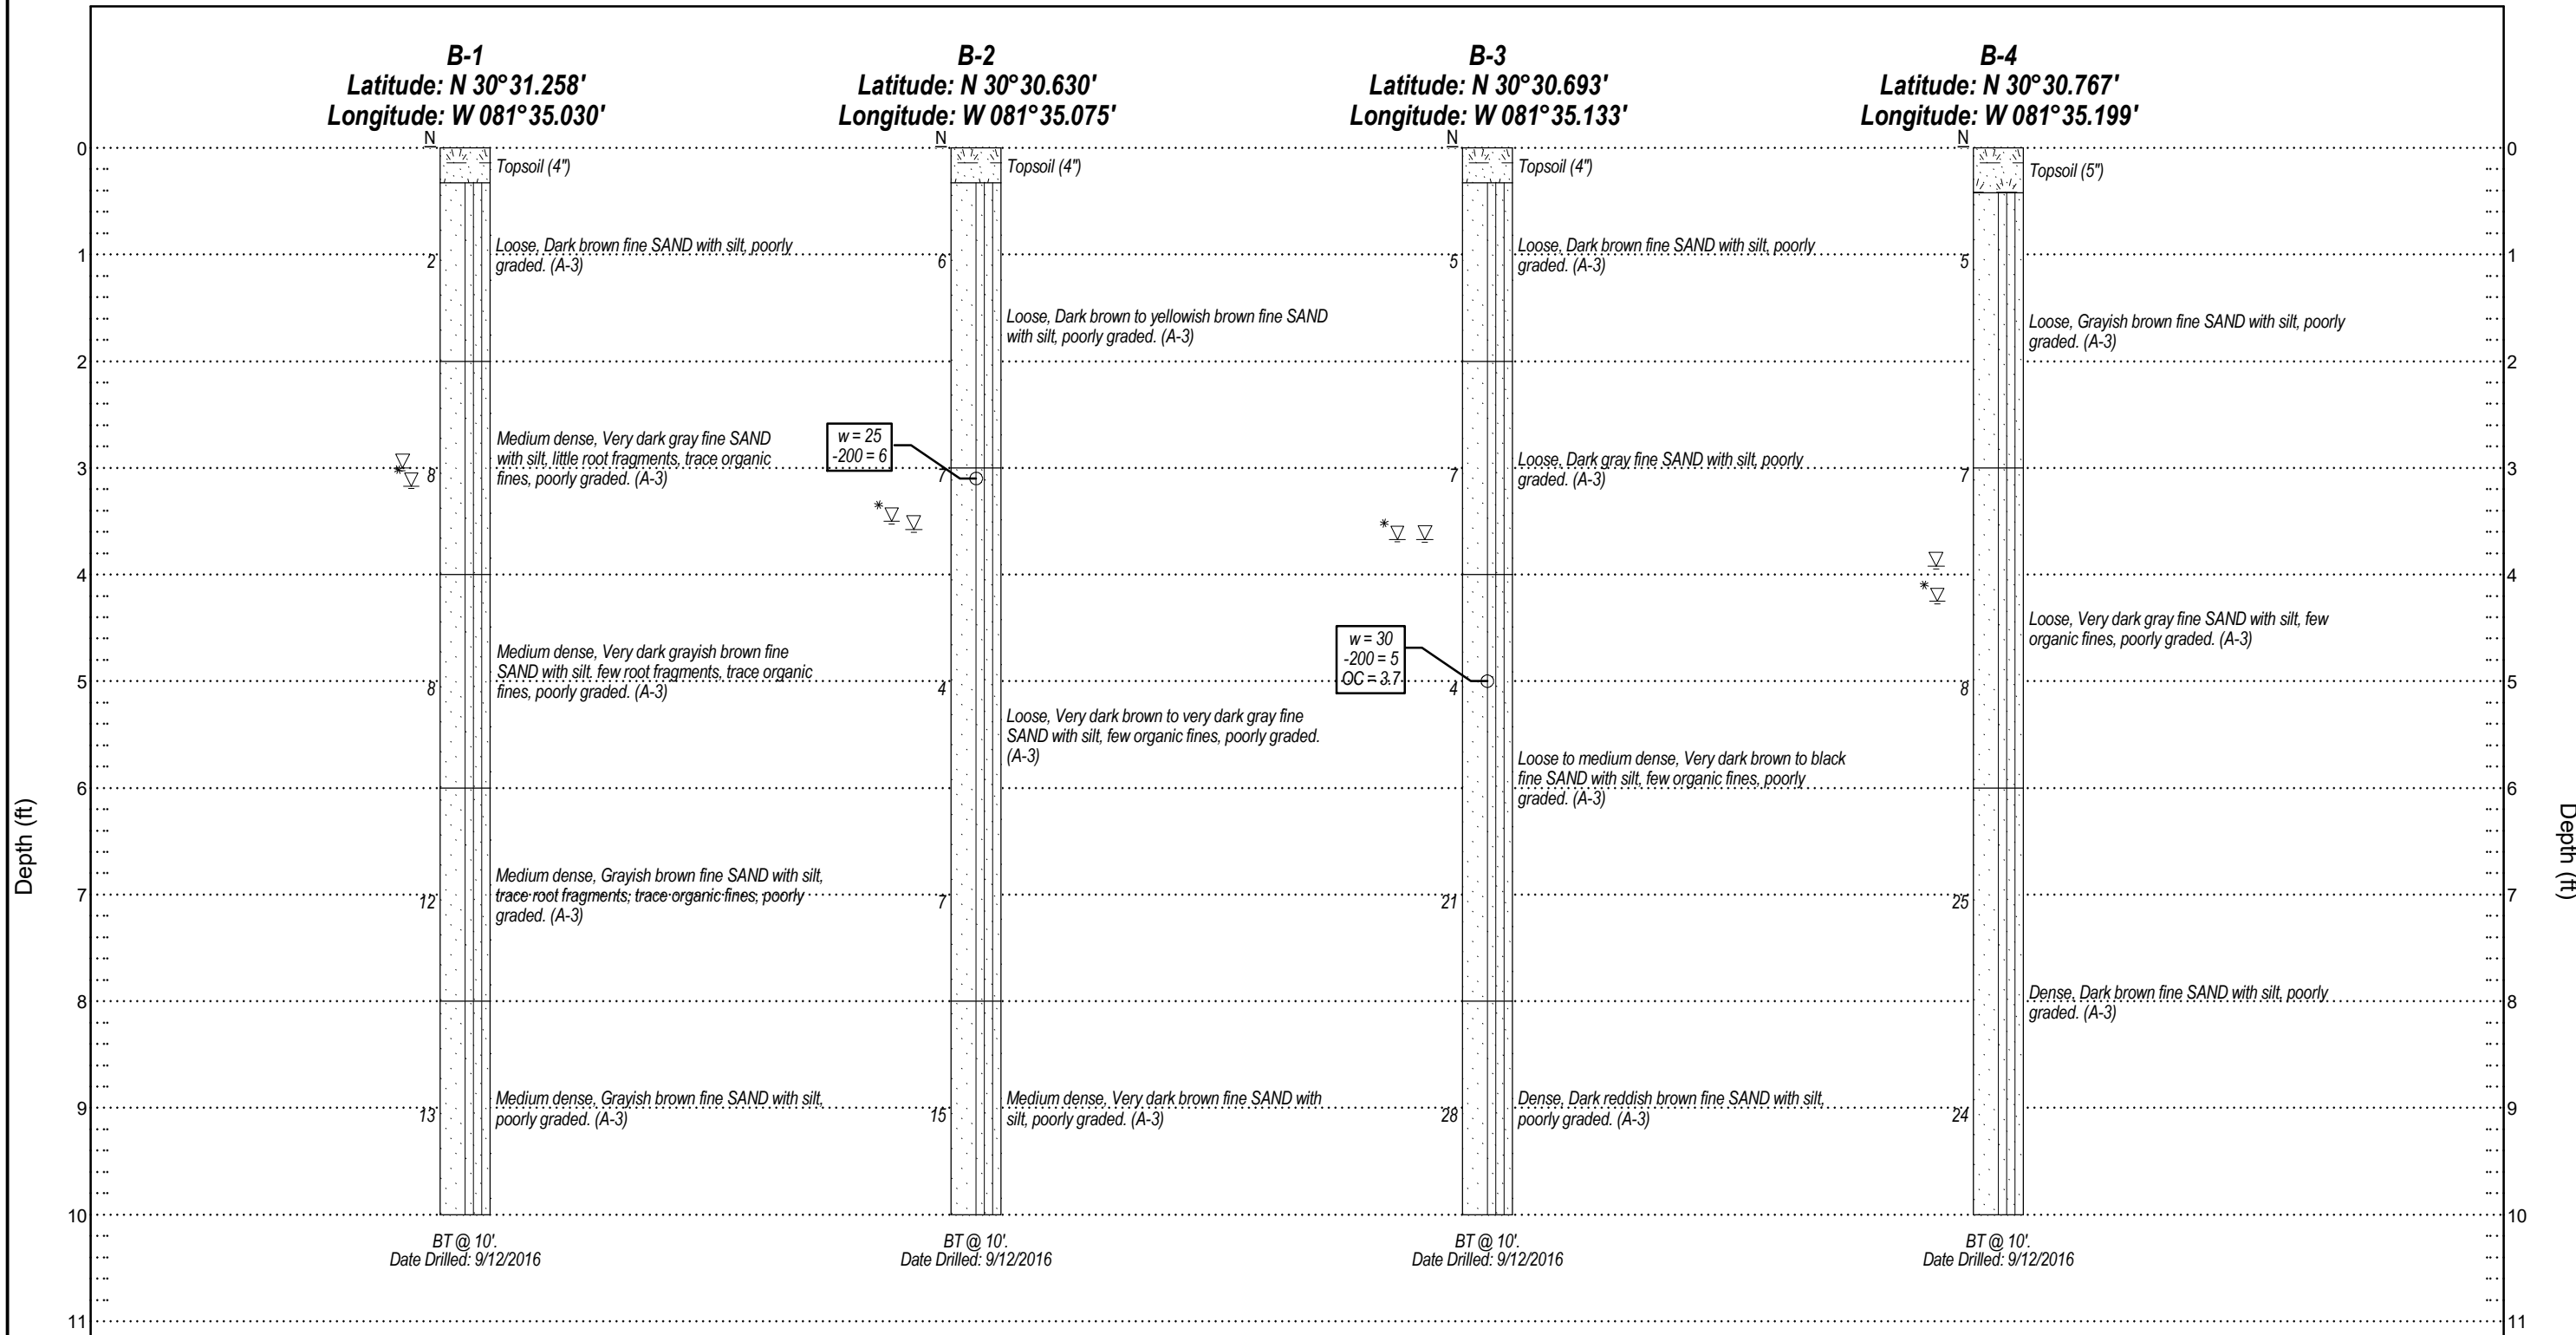 B-1
Latitude: N 30°31.258'
Longitude: W 081°35.030'
B-2
Latitude: N 30°30.630'
Longitude: W 081°35.075'
B-3
Latitude: N 30°30.693'
Longitude: W 081°35.133'
B-4
Latitude: N 30°30.767'
Longitude: W 081°35.199'
Depth (ft)
0
1
2
3
4
5
6
7
8
9
10
11
N
2
8
8
12
13
Topsoil (4")
Loose, Dark brown fine SAND with silt, poorly
graded. (A-3)
Medium dense, Very dark gray fine SAND
with silt, little root fragments, trace organic
fines, poorly graded. (A-3)
Medium dense, Very dark grayish brown fine
SAND with silt. few root fragments, trace organic
fines, poorly graded. (A-3)
Medium dense, Grayish brown fine SAND with silt,
trace root fragments, trace organic fines, poorly
graded. (A-3)
Medium dense, Grayish brown fine SAND with silt,
poorly graded. (A-3)
BT @ 10'.
Date Drilled: 9/12/2016
*
N
6
7
4
7
15
w = 25
-200 = 6
*
Topsoil (4")
Loose, Dark brown to yellowish brown fine SAND
with silt, poorly graded. (A-3)
Loose, Very dark brown to very dark gray fine
SAND with silt, few organic fines, poorly graded.
(A-3)
Medium dense, Very dark brown fine SAND with
silt, poorly graded. (A-3)
BT @ 10'.
Date Drilled: 9/12/2016
N
5
7
4
21
28
*
w = 30
-200 = 5
OC = 3.7
Topsoil (4")
Loose, Dark brown fine SAND with silt, poorly
graded. (A-3)
Loose, Dark gray fine SAND with silt, poorly
graded. (A-3)
Loose to medium dense, Very dark brown to black
fine SAND with silt, few organic fines, poorly
graded. (A-3)
Dense, Dark reddish brown fine SAND with silt,
poorly graded. (A-3)
BT @ 10'.
Date Drilled: 9/12/2016
N
5
7
8
25
24
*
Topsoil (5")
Loose, Grayish brown fine SAND with silt, poorly
graded. (A-3)
Loose, Very dark gray fine SAND with silt, few
organic fines, poorly graded. (A-3)
Dense, Dark brown fine SAND with silt, poorly
graded. (A-3)
BT @ 10'.
Date Drilled: 9/12/2016
0
1
2
3
4
5
6
7
8
9
10
11
Depth (ft)